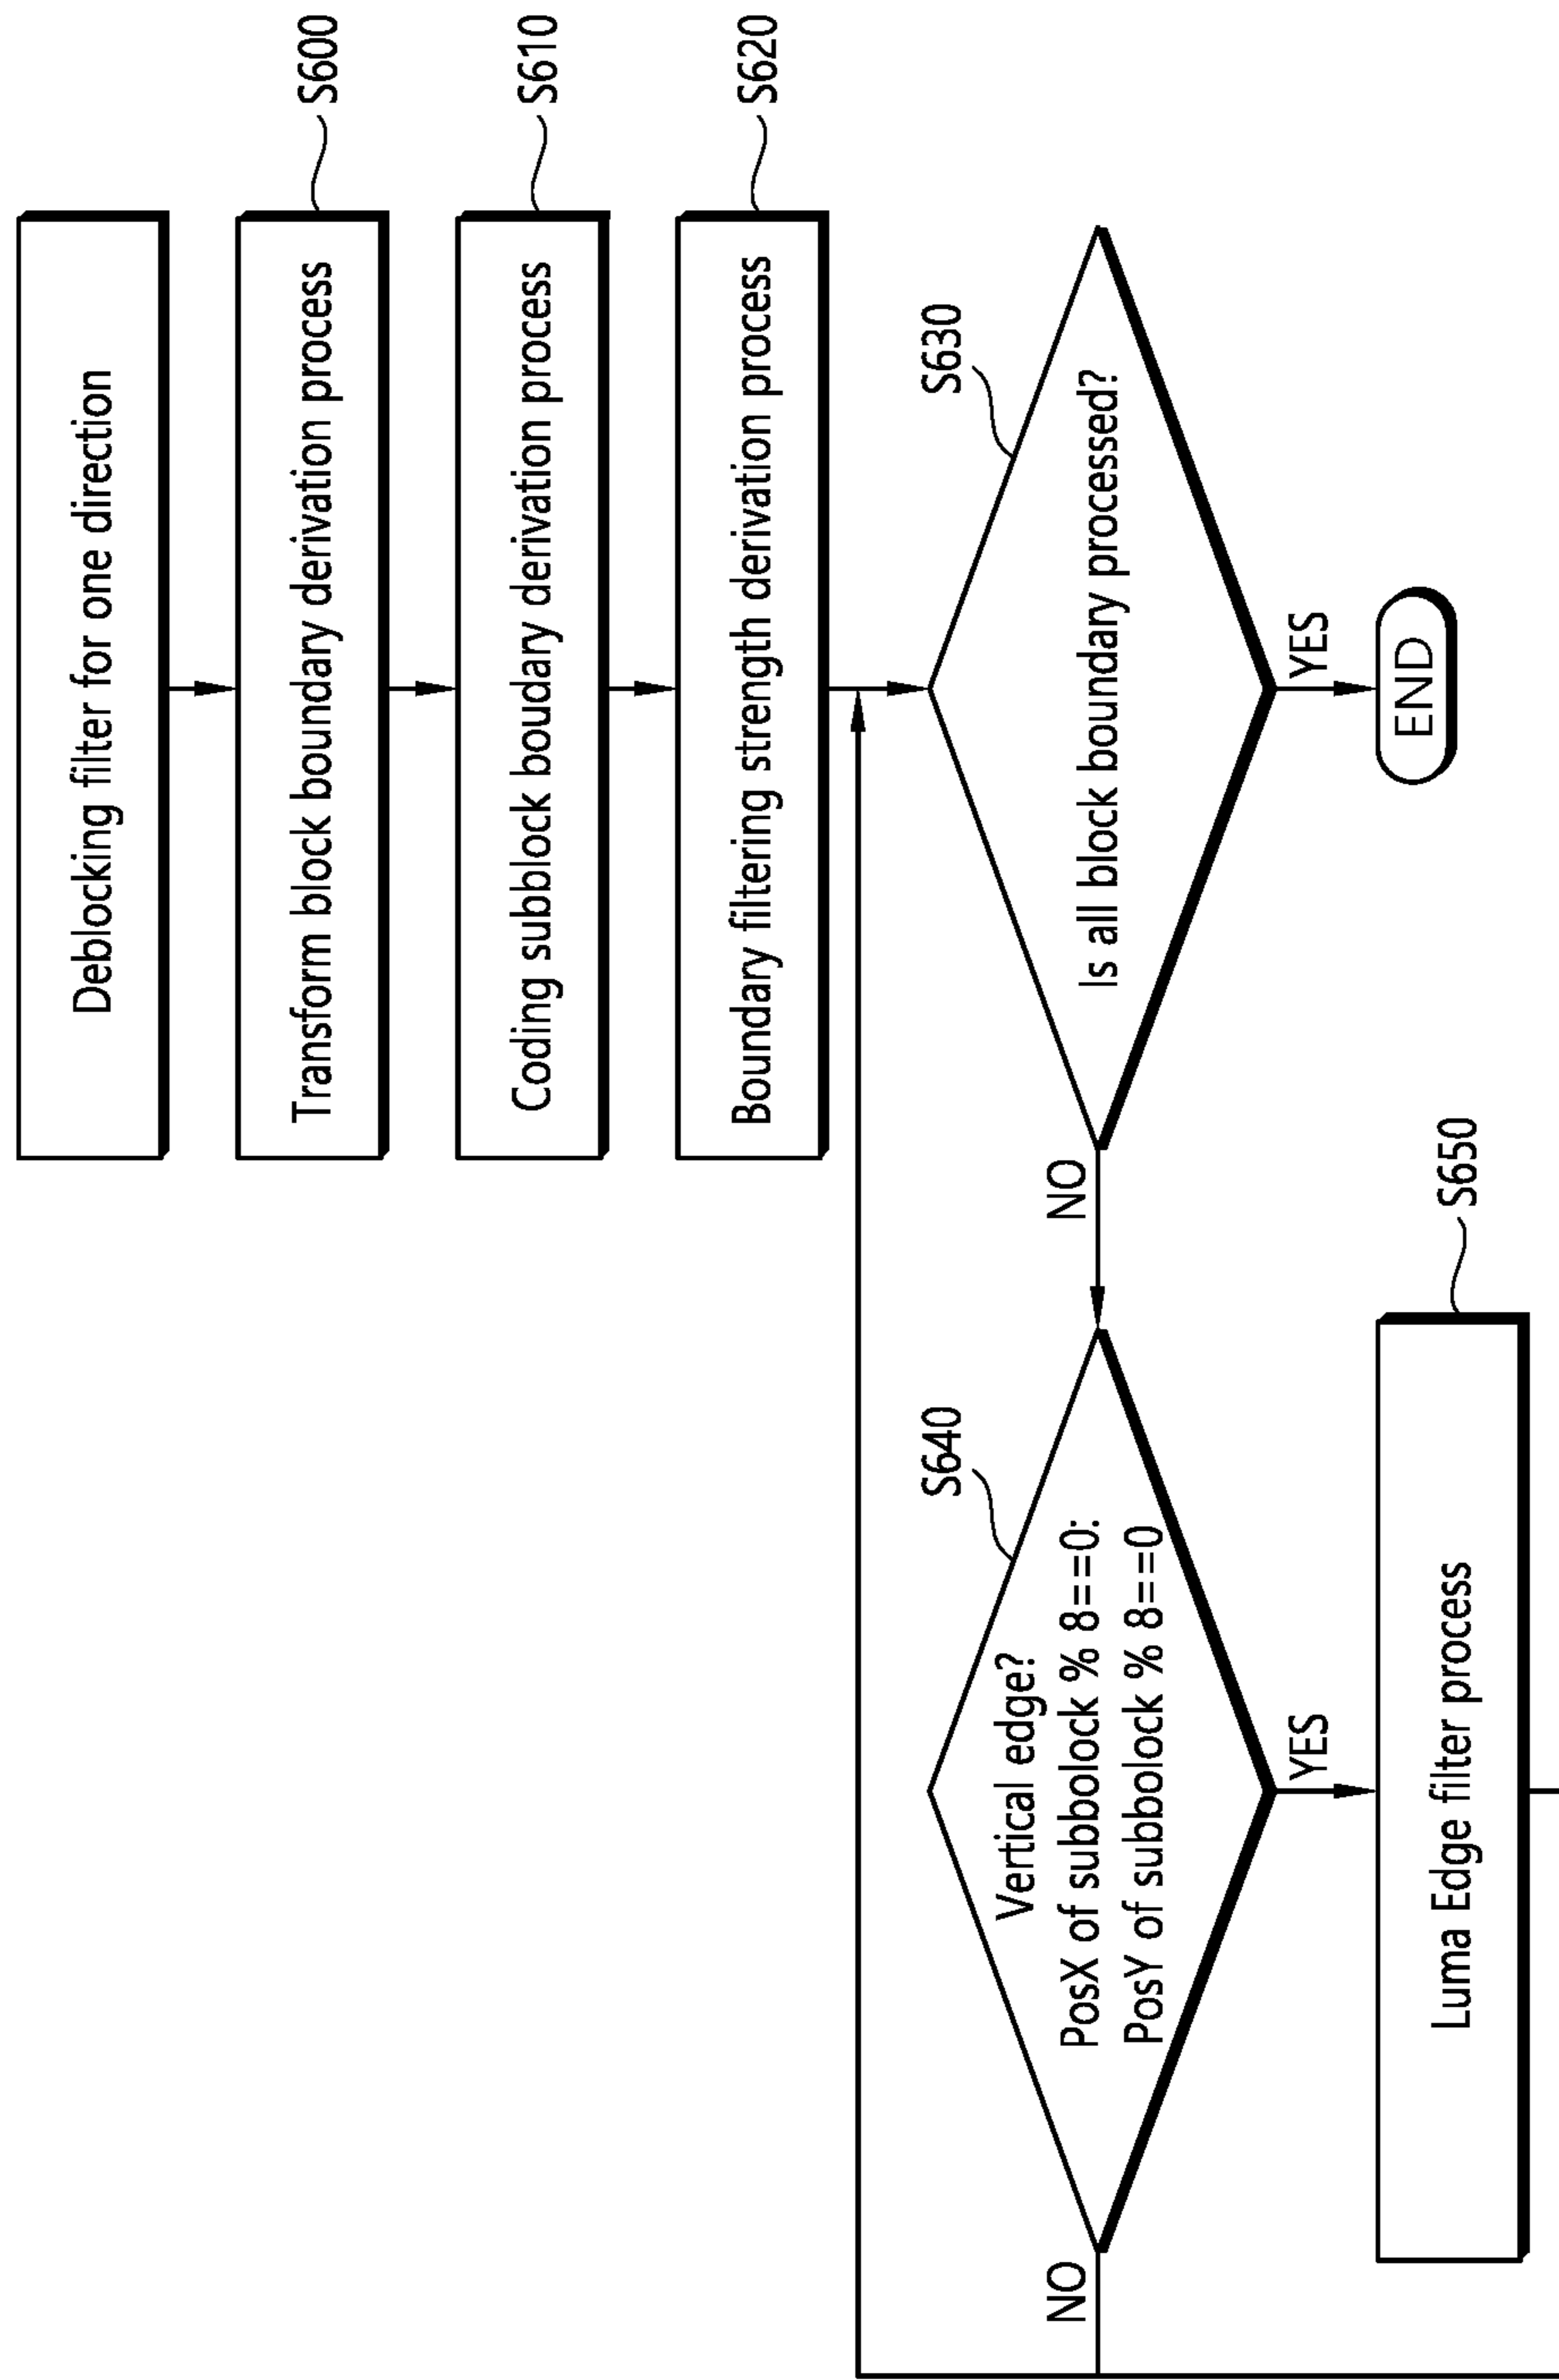 Deblocking filter for one direction
Transform block boundary derivation process
S600
Coding subblock boudary derivation process
S610
Boundary filtering strength derivation process
S620
S630
Is all block boundary processed?
NO
YES
END
S640
Vertical edge?
PosX of subbolock % 8==0:
PosY of subbolock % 8==0
NO
YES
Luma Edge filter process
S650